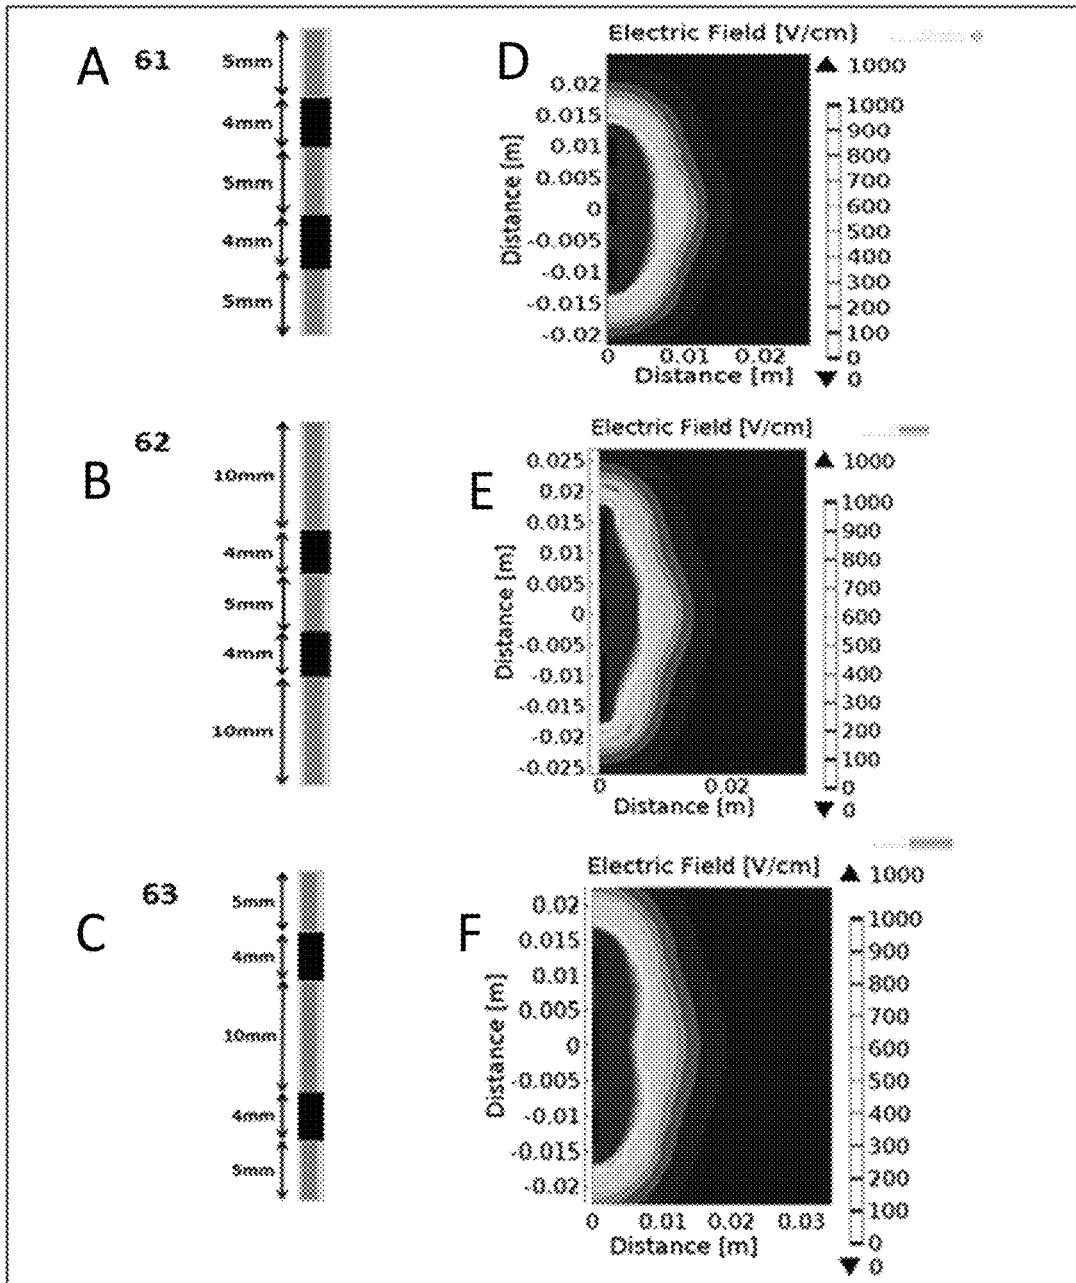 A 61
5mm
4mm
5mm
4mm
5mm
D
Electric Field [V/cm]
1000
0.02
0.015
0.01
0.005
0
-0.005
-0.01
-0.015
-0.02
Distance [m]
0 0.01 0.02
Distance [m]
1000
900
800
700
600
500
400
300
200
100
0
0
B 62
10mm
4mm
5mm
4mm
10mm
E
Electric Field [V/cm]
1000
0.025
0.02
0.015
0.01
0.005
0
-0.005
-0.01
-0.015
-0.02
-0.025
Distance [m]
0 0.02
Distance [m]
1000
900
800
700
600
500
400
300
200
100
0
0
C 63
5mm
4mm
10mm
4mm
5mm
F
Electric Field [V/cm]
1000
0.02
0.015
0.01
0.005
0
-0.005
-0.01
-0.015
-0.02
Distance [m]
0 0.01 0.02 0.03
Distance [m]
1000
900
800
700
600
500
400
300
200
100
0
0